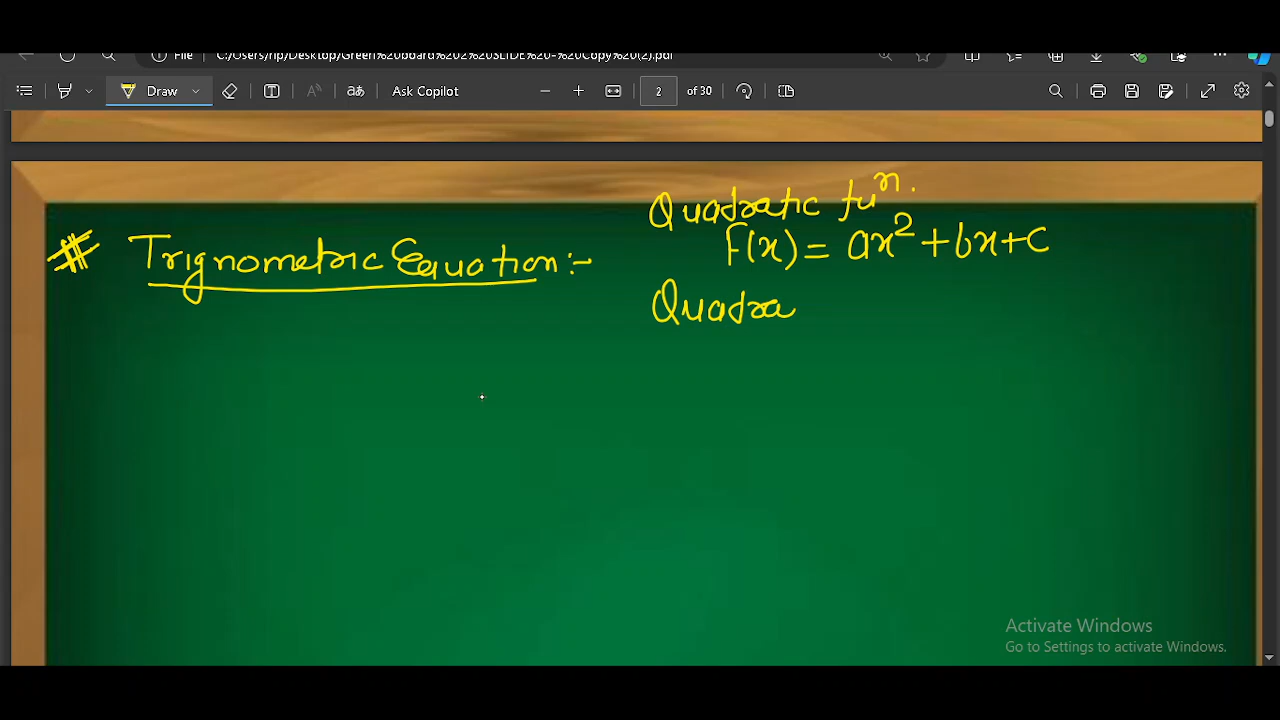 File C:/Users/hp/Desktop/Green%20board%202%20SLIDE%20-%20Copy%20(2).pdf
Draw Ask Copilot 2 of 30
Quadratic fuⁿ.
# Trignometric Equation:-
f(x) = ax² + bx + c
Quadra
Activate Windows
Go to Settings to activate Windows.